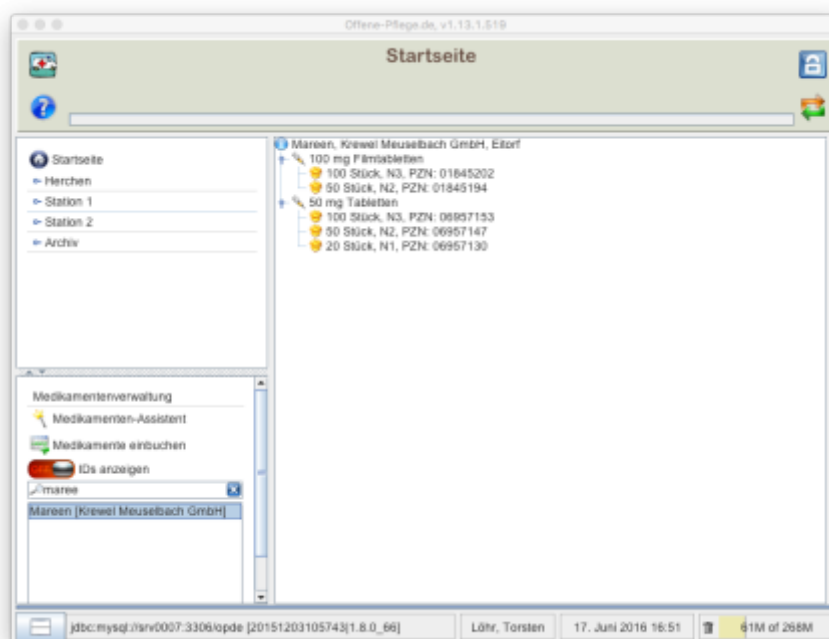 Offene-Pflege.de, v1.13.1.519
Startseite
Startseite
Herchen
Station 1
Station 2
Archiv
Mareen, Krewel Meuselbach GmbH, Eitorf
100 mg Filmtabletten
100 Stück, N3, PZN: 01845202
50 Stück, N2, PZN: 01845194
50 mg Tabletten
100 Stück, N3, PZN: 06957153
50 Stück, N2, PZN: 06957147
20 Stück, N1, PZN: 06957130
Medikamentenverwaltung
Medikamenten-Assistent
Medikamente einbuchen
IDs anzeigen
maree
Mareen [Krewel Meuselbach GmbH]
jdbc:mysql://srv0007:3306/opde [20151203105743|1.8.0_66]
Löhr, Torsten
17. Juni 2016 16:51
61M of 268M